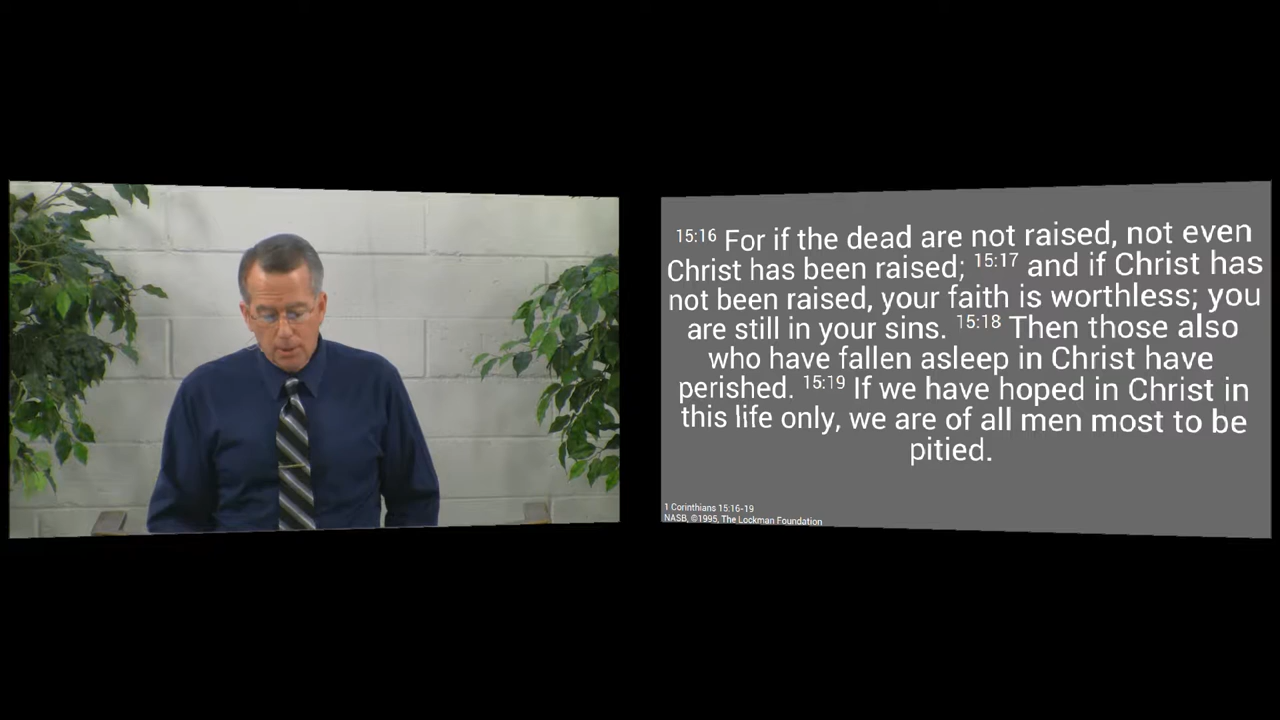 15:16 For if the dead are not raised, not even
Christ has been raised; 15:17 and if Christ has
not been raised, your faith is worthless; you
are still in your sins. 15:18 Then those also
who have fallen asleep in Christ have
perished. 15:19 If we have hoped in Christ in
this life only, we are of all men most to be
pitied.
1 Corinthians 15:16-19
NASB, ©1995, The Lockman Foundation